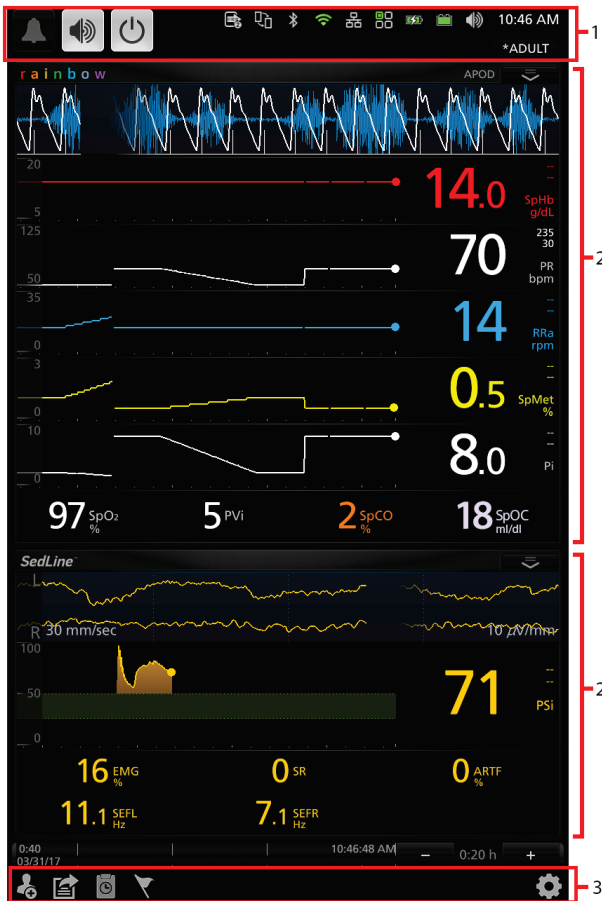 10:46 AM
1
*ADULT
rainbow APOD
2
20
14.0 -- --
SpHb
g/dL
5
125
70 235
30
PR
bpm
50
35
14 -- --
RRa
rpm
0
3
0.5 -- --
SpMet
%
0
10
8.0 -- --
Pi
0
97 SpO₂ % 5 PVi 2 SpCO % 18 SpOC ml/dl
SedLine™
L
R 30 mm/sec 10 µV/mm
100
71 -- --
PSi
2
50
0
16 EMG % 0 SR 0 ARTF %
11.1 SEFL Hz 7.1 SEFR Hz
0:40 10:46:48 AM − 0:20 h +
03/31/17
3